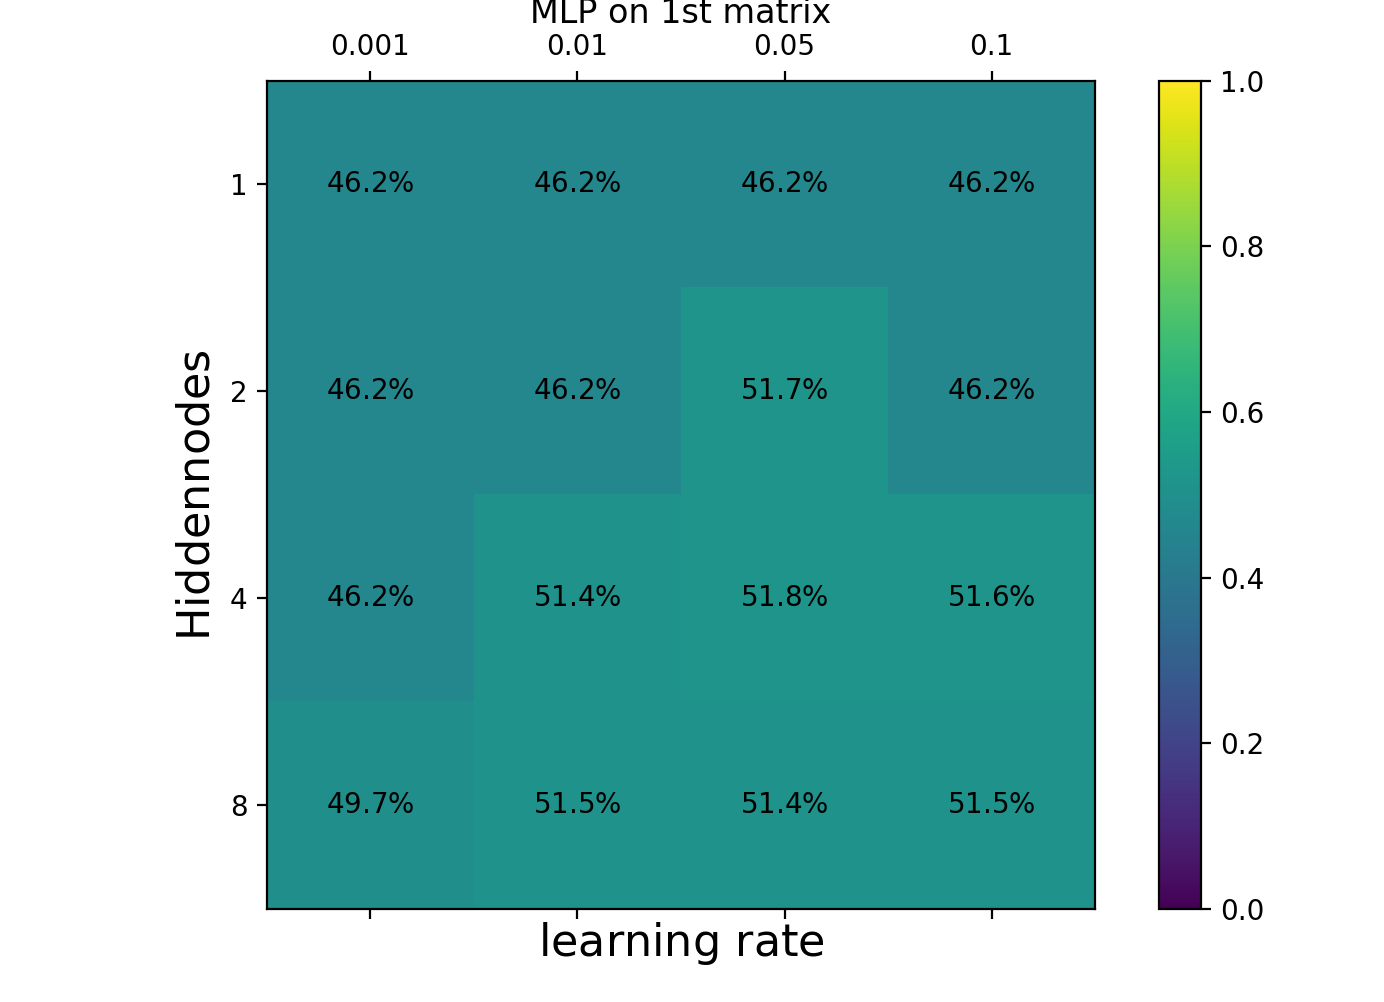 MLP on 1st matrix
0.001 0.01 0.05 0.1
1 46.2% 46.2% 46.2% 46.2%
2 46.2% 46.2% 51.7% 46.2%
4 46.2% 51.4% 51.8% 51.6%
8 49.7% 51.5% 51.4% 51.5%
Hiddennodes
learning rate
1.0
0.8
0.6
0.4
0.2
0.0